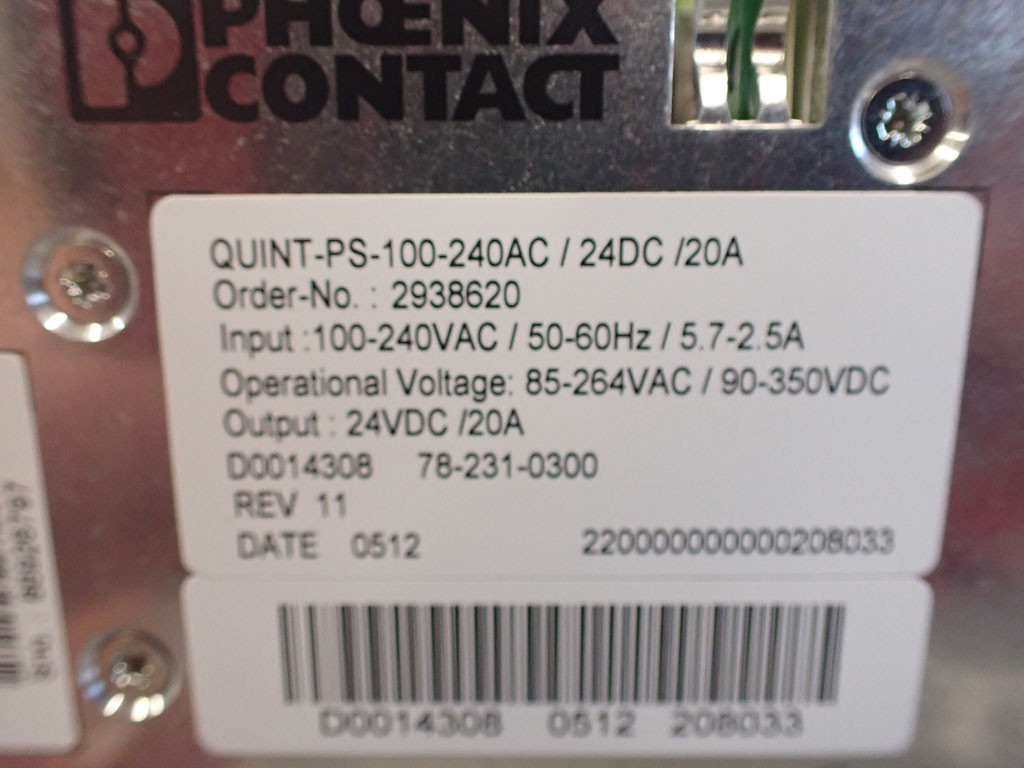 PHŒNIX
CONTACT
QUINT-PS-100-240AC / 24DC /20A
Order-No. : 2938620
Input :100-240VAC / 50-60Hz / 5.7-2.5A
Operational Voltage: 85-264VAC / 90-350VDC
Output : 24VDC /20A
D0014308 78-231-0300
REV 11
DATE 0512 220000000000208033
D0014308 0512 208033